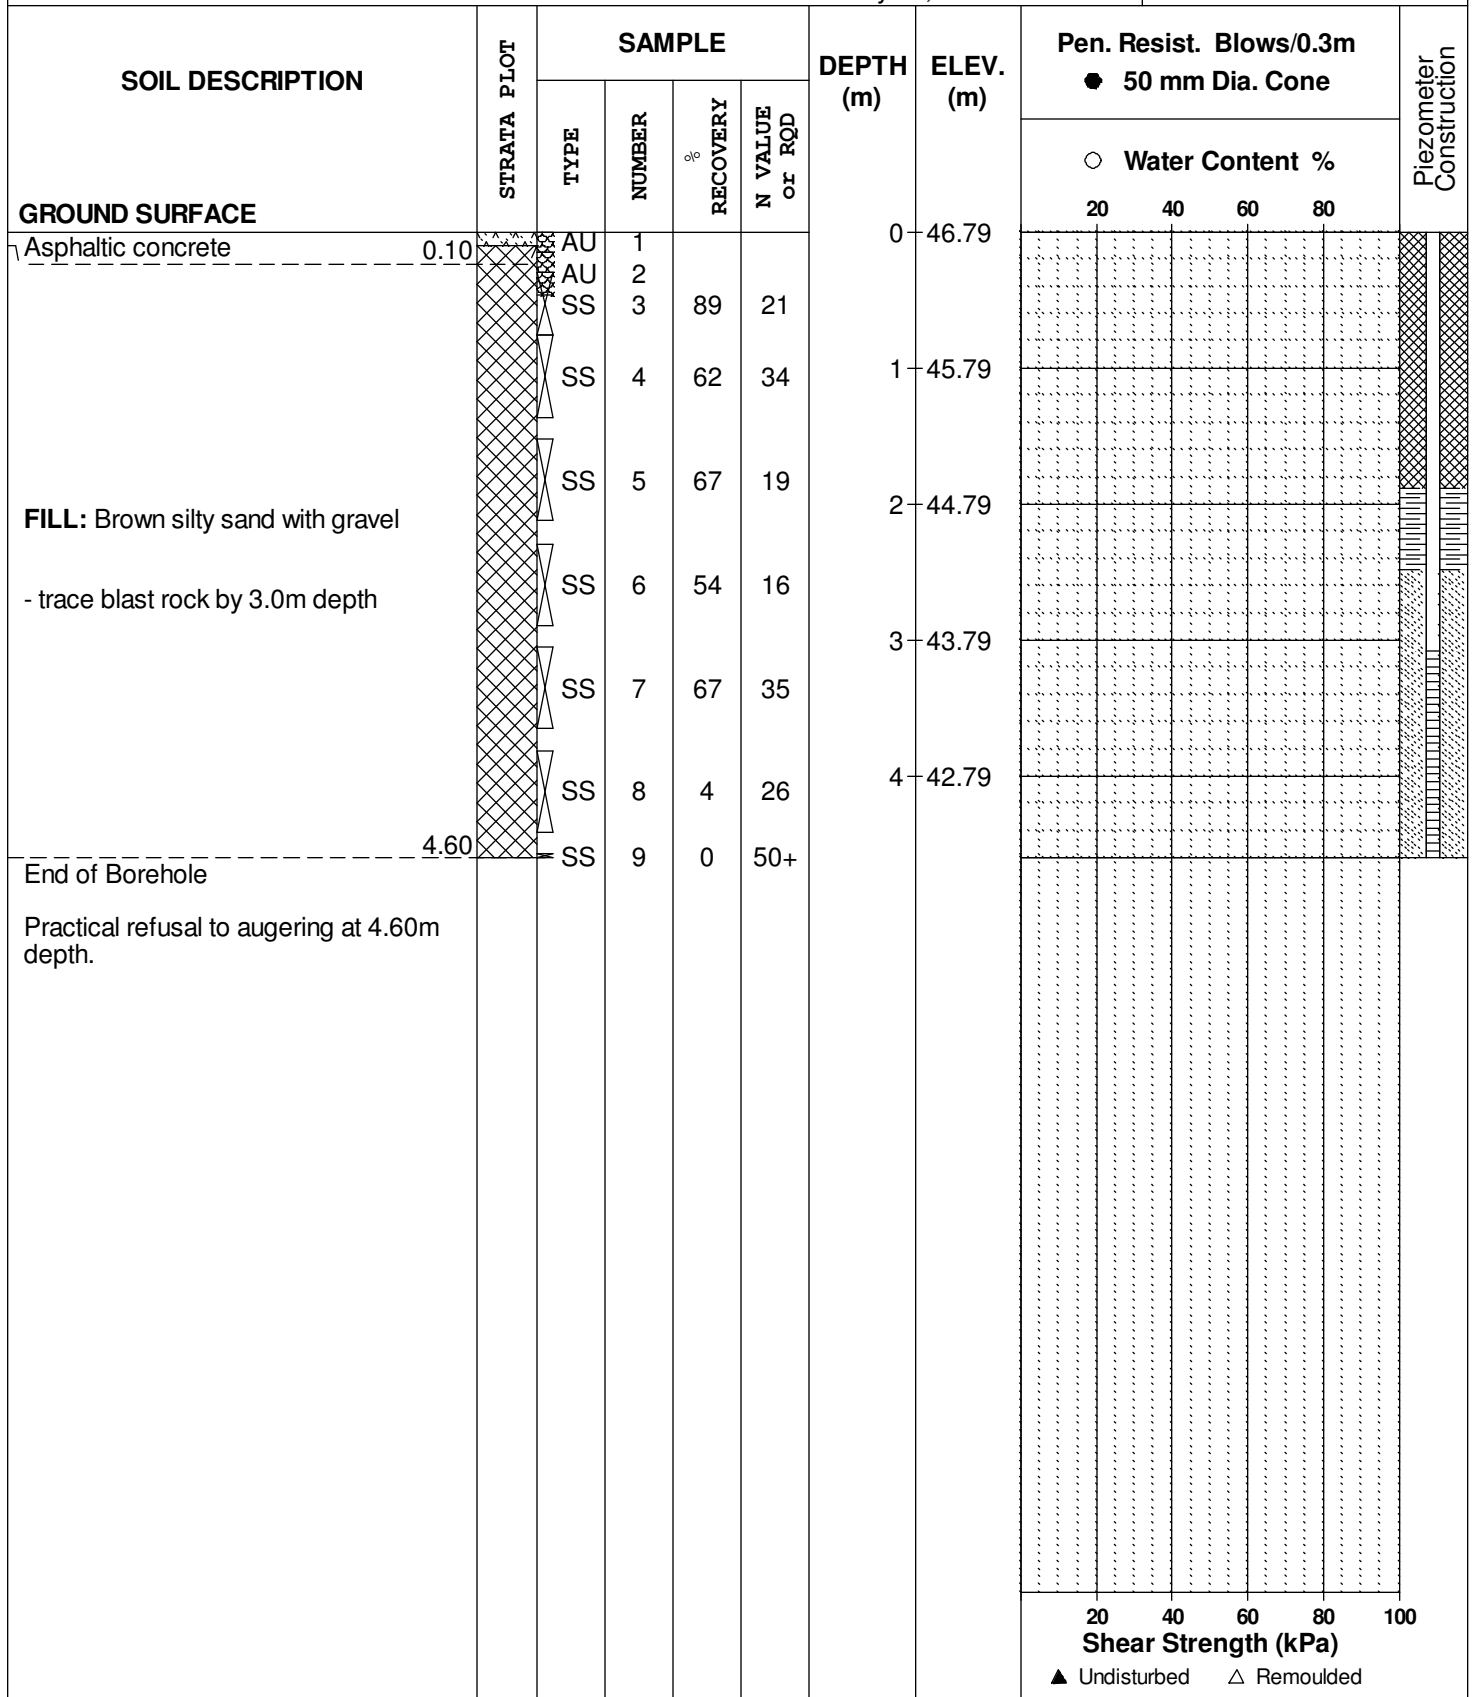 SOIL DESCRIPTION
GROUND SURFACE
STRATA PLOT
SAMPLE
TYPE
NUMBER
%
RECOVERY
N VALUE
or RQD
DEPTH
(m)
ELEV.
(m)
Pen. Resist. Blows/0.3m
● 50 mm Dia. Cone
○ Water Content %
20 40 60 80
Piezometer
Construction
Asphaltic concrete 0.10
AU 1
0 46.79
AU 2
SS 3 89 21
SS 4 62 34
1 45.79
SS 5 67 19
2 44.79
FILL: Brown silty sand with gravel
SS 6 54 16
- trace blast rock by 3.0m depth
3 43.79
SS 7 67 35
4 42.79
SS 8 4 26
4.60
SS 9 0 50+
End of Borehole
Practical refusal to augering at 4.60m
depth.
20 40 60 80 100
Shear Strength (kPa)
▲ Undisturbed △ Remoulded